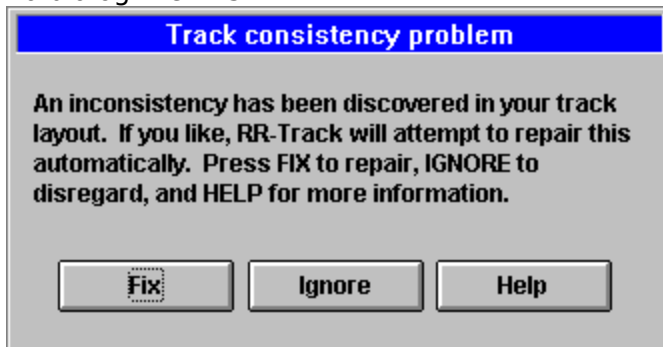 Track consistency problem
An inconsistency has been discovered in your track
layout. If you like, RR-Track will attempt to repair this
automatically. Press FIX to repair, IGNORE to
disregard, and HELP for more information.
Fix Ignore Help